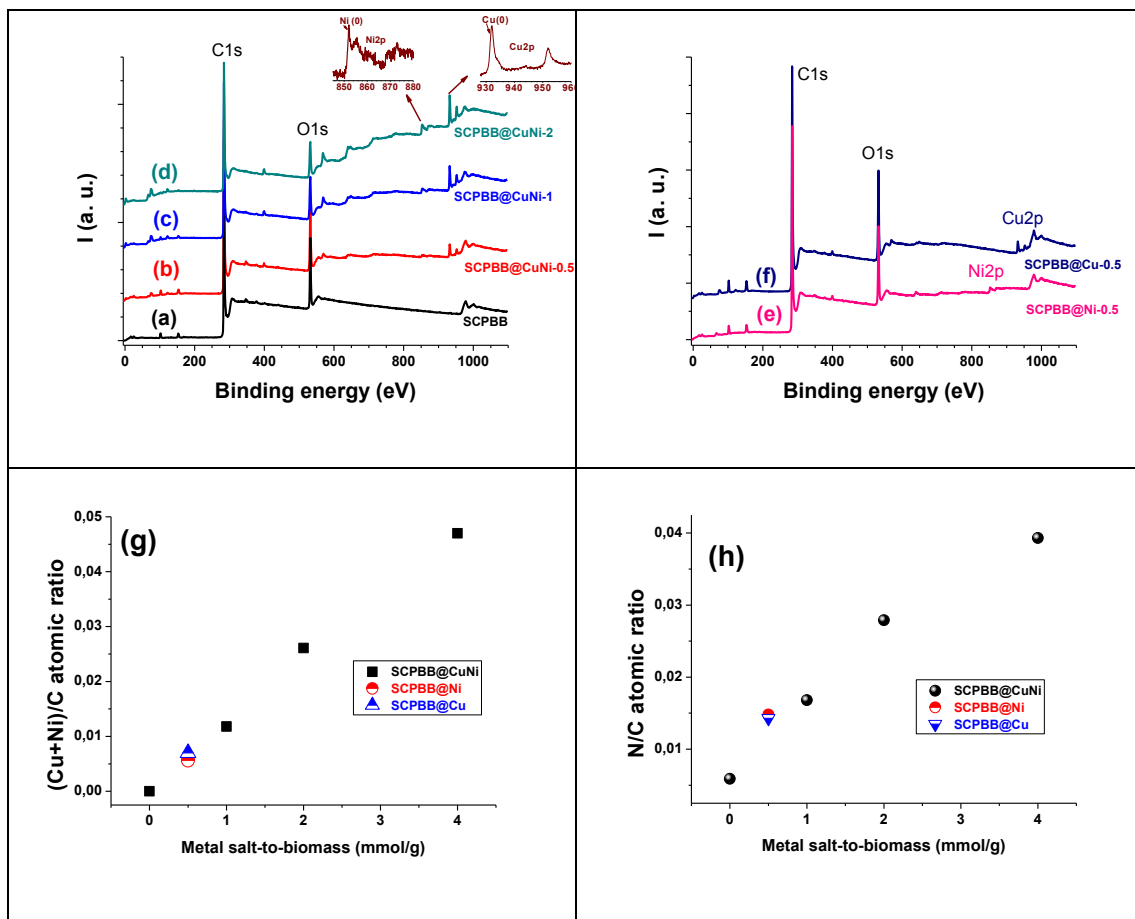 Ni (0)
Ni2p
850 860 870 880
Cu(0)
Cu2p
930 940 950 960
C1s
O1s
SCPBB@CuNi-2
(d)
SCPBB@CuNi-1
(c)
SCPBB@CuNi-0.5
(b)
SCPBB
(a)
I (a. u.)
0 200 400 600 800 1000
Binding energy (eV)
C1s
O1s
Cu2p
SCPBB@Cu-0.5
(f)
Ni2p
SCPBB@Ni-0.5
(e)
I (a. u.)
0 200 400 600 800 1000
Binding energy (eV)
(g)
0,05
0,04
0,03
0,02
0,01
0,00
(Cu+Ni)/C atomic ratio
SCPBB@CuNi
SCPBB@Ni
SCPBB@Cu
0 1 2 3 4
Metal salt-to-biomass (mmol/g)
(h)
0,04
0,03
0,02
0,01
N/C atomic ratio
SCPBB@CuNi
SCPBB@Ni
SCPBB@Cu
0 1 2 3 4
Metal salt-to-biomass (mmol/g)